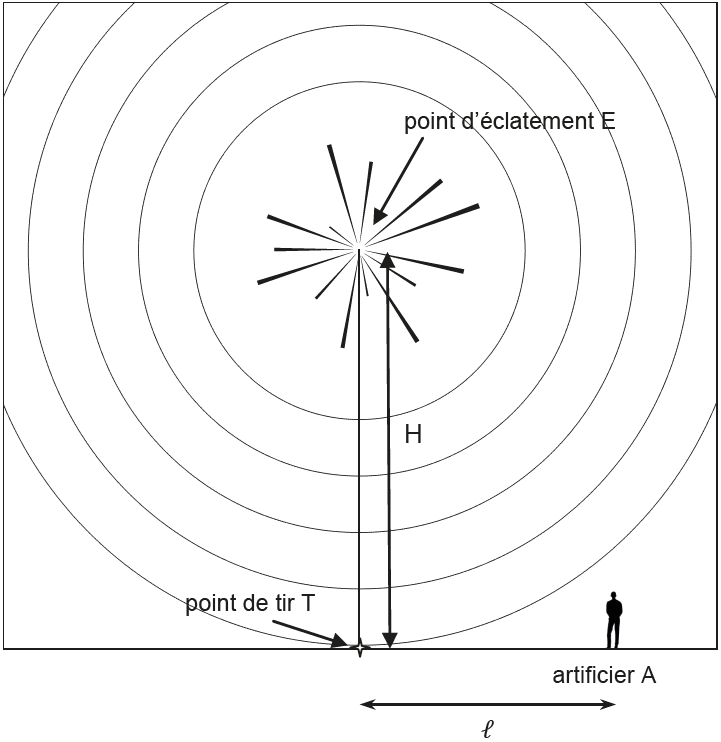 point d'éclatement E
H
point de tir T
artificier A
ℓ